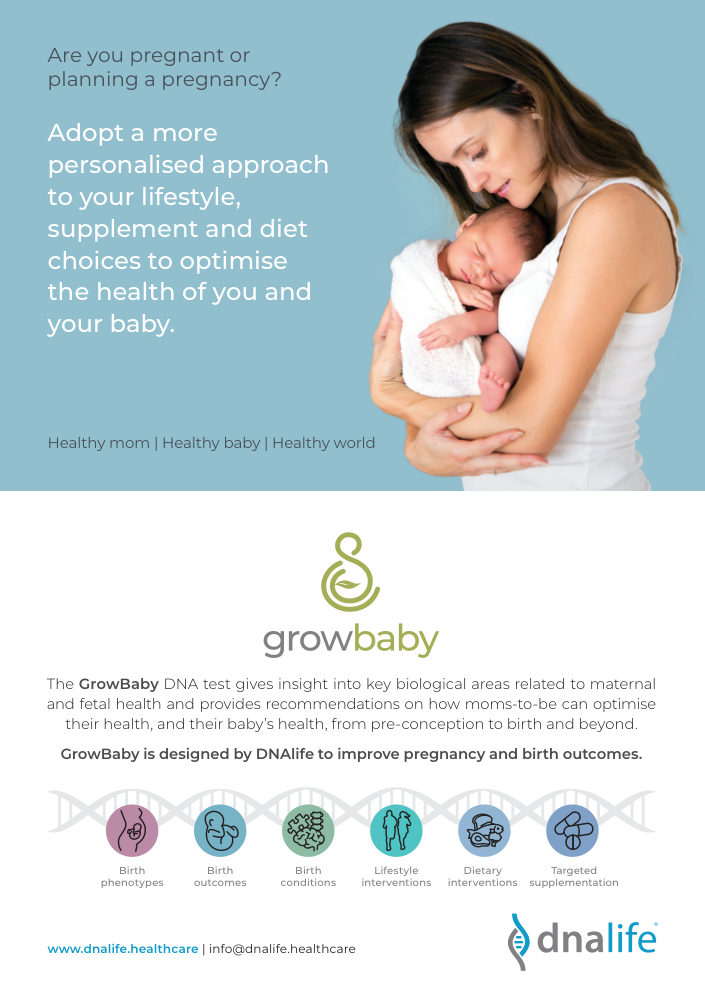 Are you pregnant or
planning a pregnancy?
Adopt a more
personalised approach
to your lifestyle,
supplement and diet
choices to optimise
the health of you and
your baby.
Healthy mom | Healthy baby | Healthy world
growbaby
The GrowBaby DNA test gives insight into key biological areas related to maternal
and fetal health and provides recommendations on how moms-to-be can optimise
their health, and their baby's health, from pre-conception to birth and beyond.
GrowBaby is designed by DNAlife to improve pregnancy and birth outcomes.
Birth
phenotypes
Birth
outcomes
Birth
conditions
Lifestyle
interventions
Dietary
interventions
Targeted
supplementation
www.dnalife.healthcare | info@dnalife.healthcare
dnalife